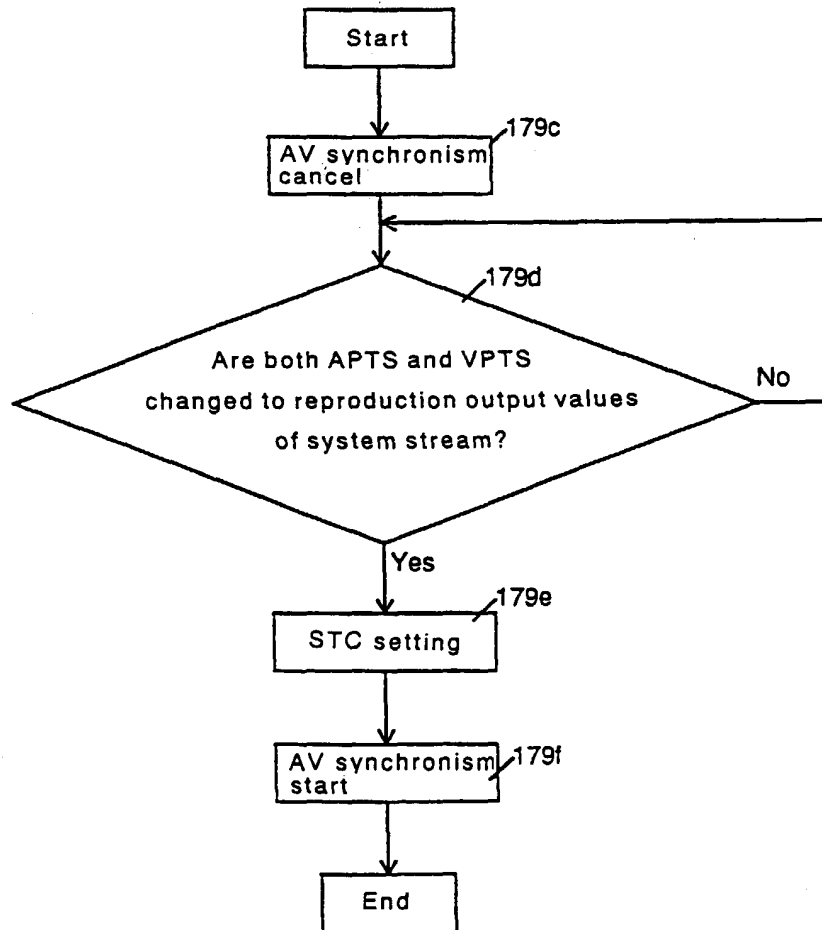 Start
179c
AV synchronism
cancel
179d
Are both APTS and VPTS
changed to reproduction output values
of system stream?
No
Yes
179e
STC setting
179f
AV synchronism
start
End